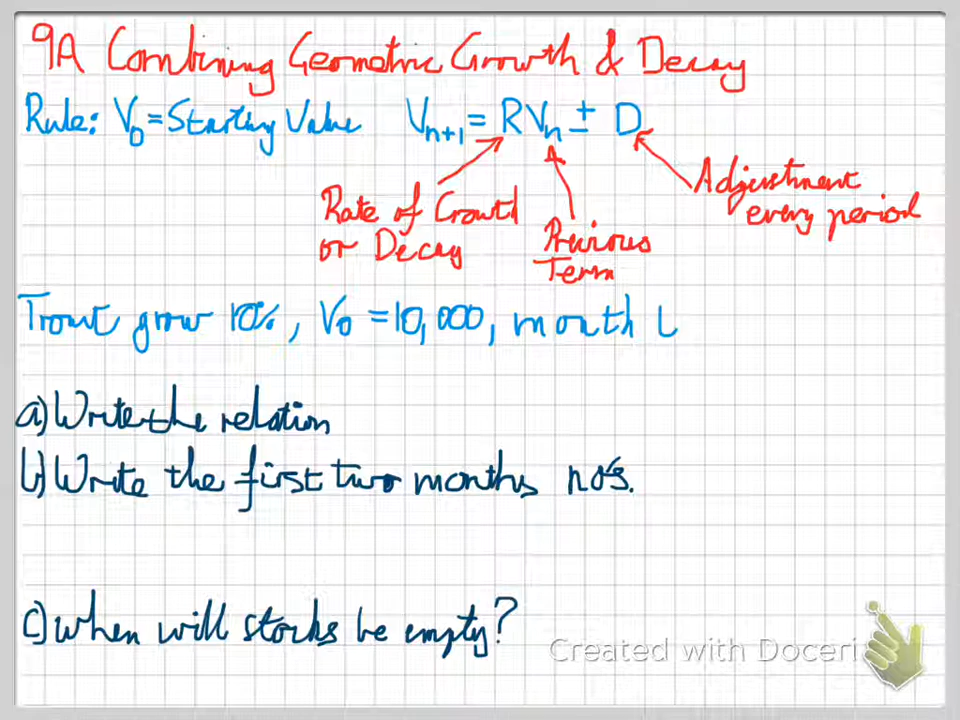 9A Combining Geometric Growth & Decay
Rule: V₀ = Starting Value Vₙ₊₁ = RVₙ ± D
Rate of Growth or Decay
Previous Term
Adjustment every period
Trout grow 10%, V₀ = 10,000, month
a) Write the relation
b) Write the first two months no's.
c) When will stocks be empty?
Created with Doceri